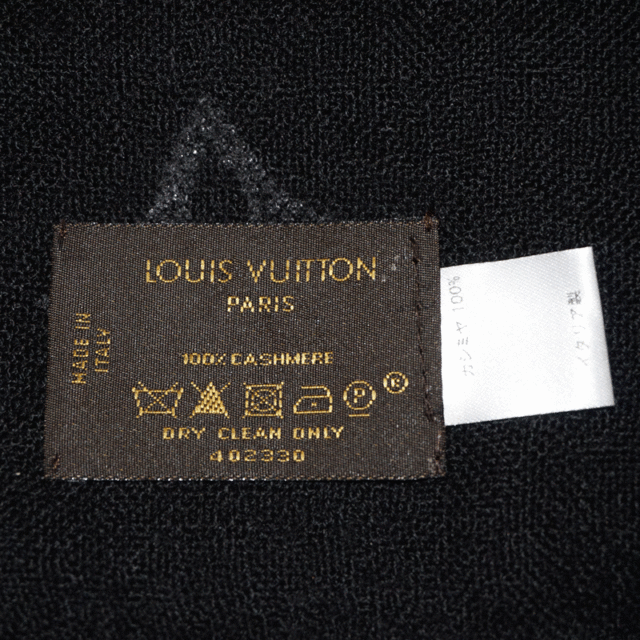 LOUIS VUITTON
PARIS
MADE IN
ITALY
100% CASHMERE
P
®
DRY CLEAN ONLY
402330
カシミヤ 100%
イタリア製